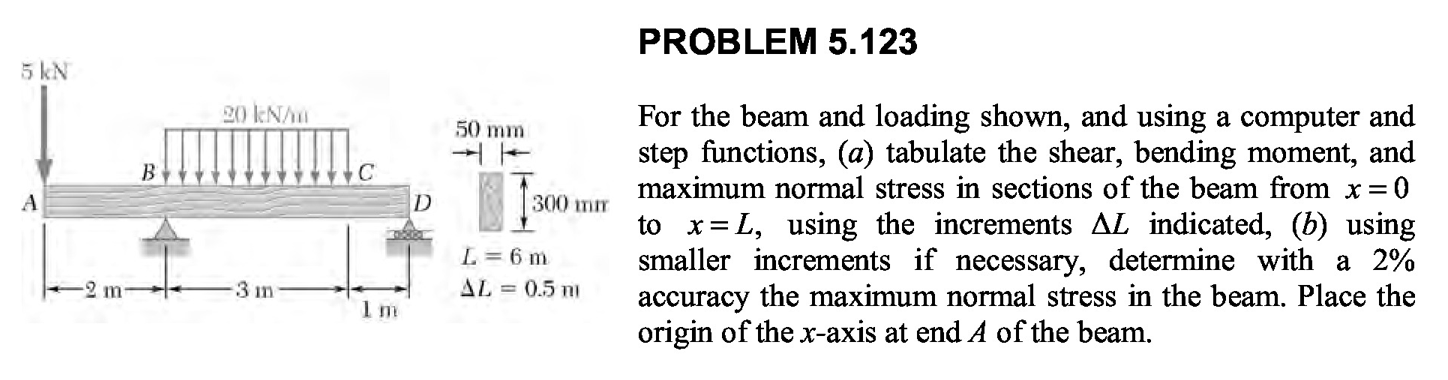 PROBLEM 5.123
5 kN
20 kN/m
50 mm
B
C
A
D
300 mm
L = 6 m
2 m
3 m
ΔL = 0.5 m
1 m
For the beam and loading shown, and using a computer and
step functions, (a) tabulate the shear, bending moment, and
maximum normal stress in sections of the beam from x = 0
to x = L, using the increments ΔL indicated, (b) using
smaller increments if necessary, determine with a 2%
accuracy the maximum normal stress in the beam. Place the
origin of the x-axis at end A of the beam.